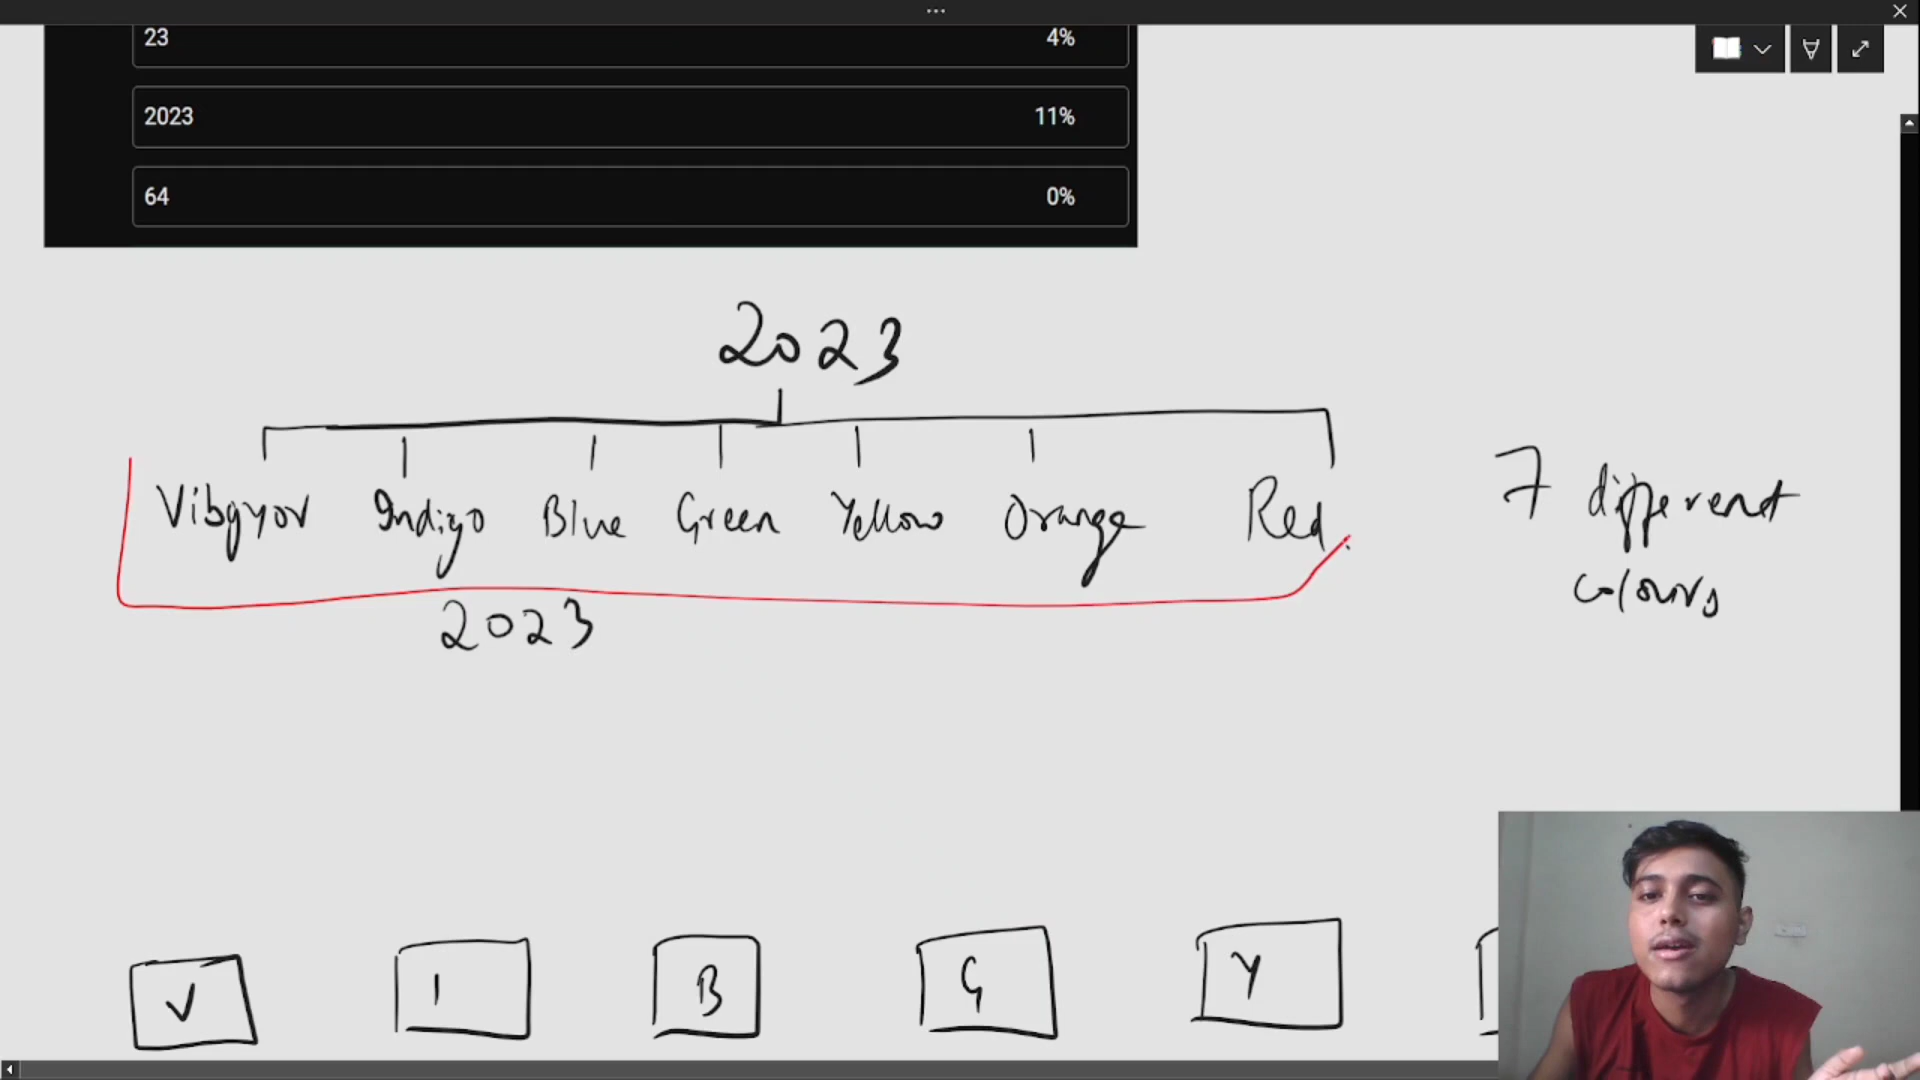 23 4%
2023 11%
64 0%
2023
Vibgyor Indigo Blue Green Yellow Orange Red.
7 different
colours
2023
V I B G Y